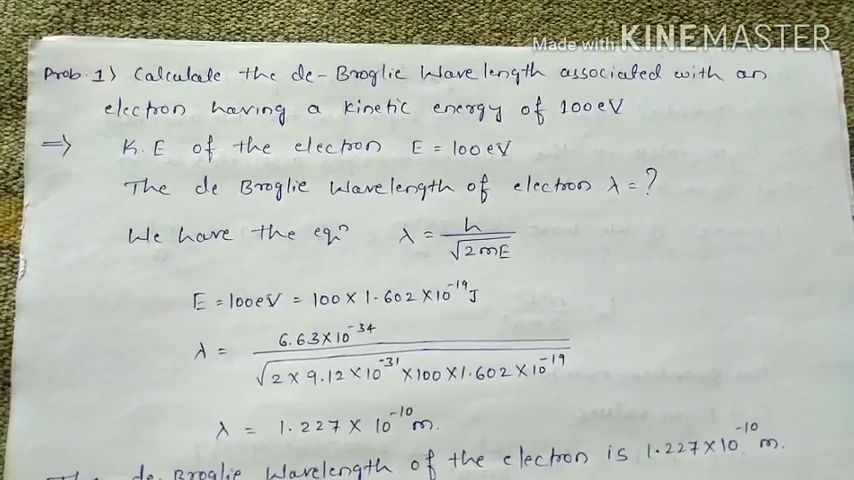 Made with KINEMASTER
Prob. 1) Calculate the de-Broglie Wavelength associated with an
electron having a kinetic energy of 100eV
⇒ K.E of the electron E = 100eV
The de Broglie Wavelength of electron λ = ?
We have the eqn λ = h / √2mE
E = 100eV = 100 × 1.602 × 10⁻¹⁹ J
λ = 6.63 × 10⁻³⁴ / √2 × 9.12 × 10⁻³¹ × 100 × 1.602 × 10⁻¹⁹
λ = 1.227 × 10⁻¹⁰ m.
The de Broglie Wavelength of the electron is 1.227 × 10⁻¹⁰ m.